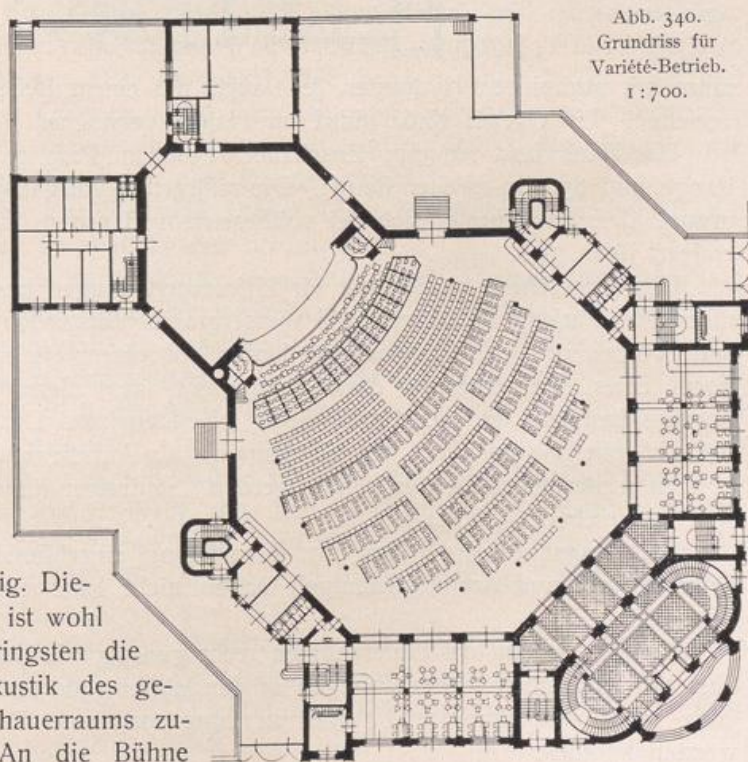 Abb. 340.
Grundriss für
Variété-Betrieb.
1 : 700.
ig. Die-
ist wohl
ringsten die
kustik des ge-
hauerraums zu-
An die Bühne